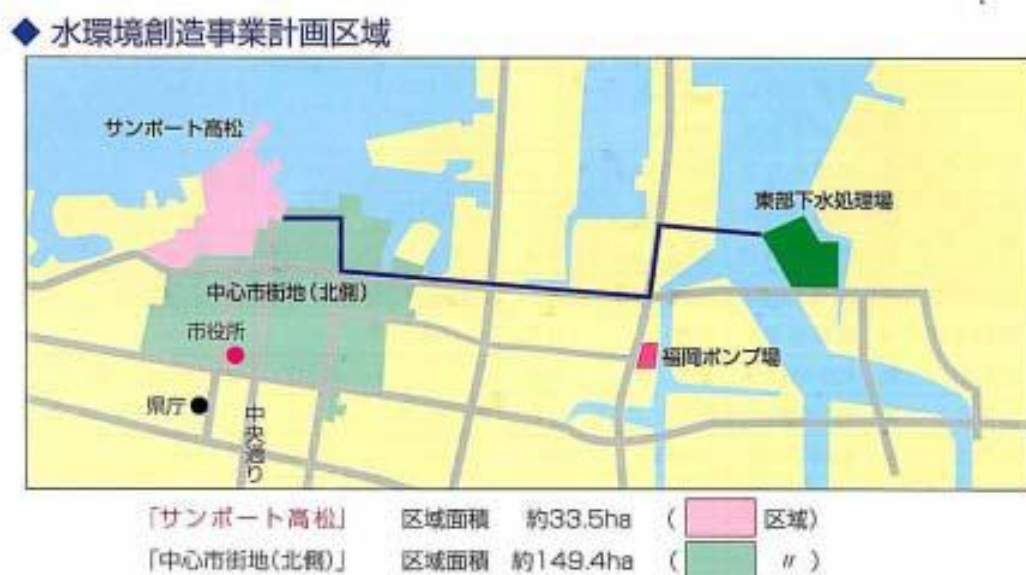 ◆ 水環境創造事業計画区域
サンポート高松
東部下水処理場
中心市街地(北側)
市役所
福岡ポンプ場
県庁
中央通り
「サンポート高松」 区域面積 約33.5ha ( 区域)
「中心市街地(北側)」 区域面積 約149.4ha ( 〃 )